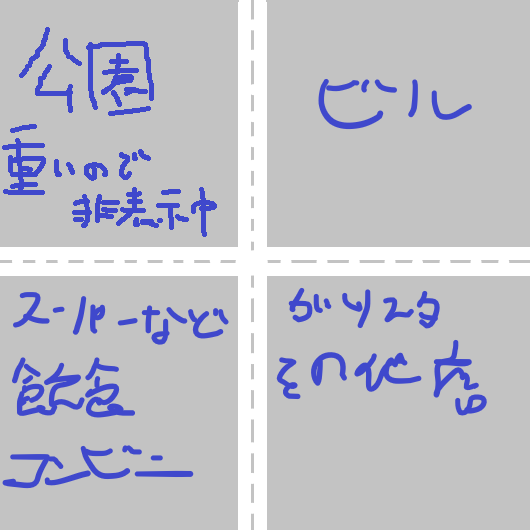 公園
重いので
非表示中
ビル
スーパーなど
飲食
コンビニ
ガソスタ
その他店